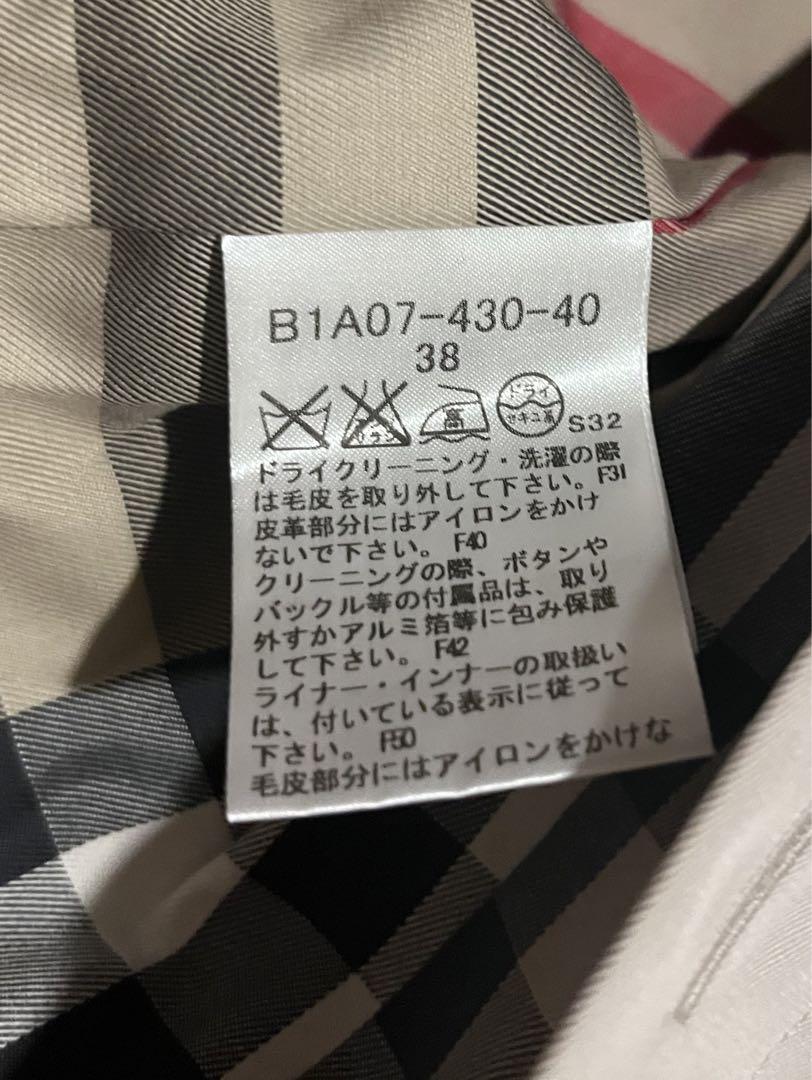 B1A07-430-40
38
エンソ
サラシ
高
ドライ
セキユ系
S32
ドライクリーニング・洗濯の際
は毛皮を取り外して下さい。F31
皮革部分にはアイロンをかけ
ないで下さい。F40
クリーニングの際、ボタンや
バックル等の付属品は、取り
外すかアルミ箔等に包み保護
して下さい。F42
ライナー・インナーの取扱い
は、付いている表示に従って
下さい。F50
毛皮部分にはアイロンをかけな